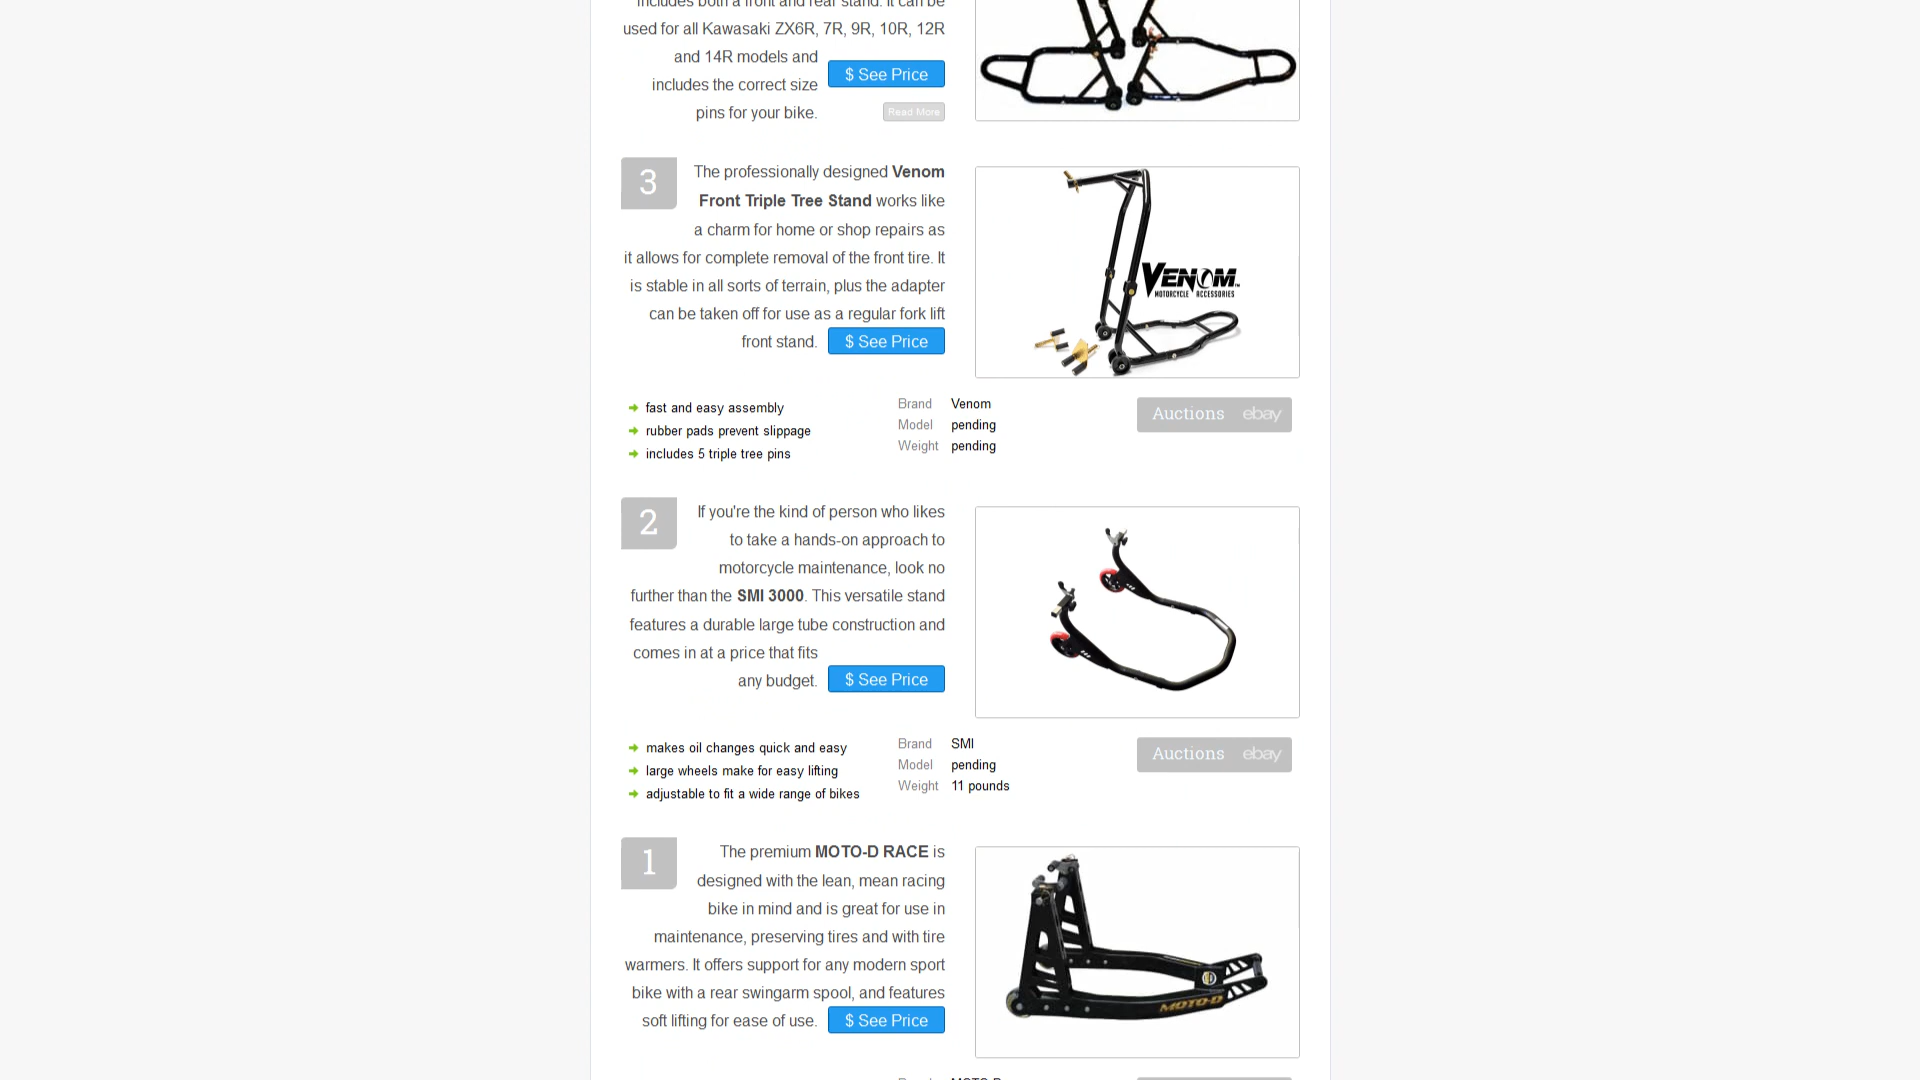 includes both a front and rear stand. It can be
used for all Kawasaki ZX6R, 7R, 9R, 10R, 12R
and 14R models and
includes the correct size
pins for your bike.
$ See Price
Read More
3
The professionally designed Venom
Front Triple Tree Stand works like
a charm for home or shop repairs as
it allows for complete removal of the front tire. It
is stable in all sorts of terrain, plus the adapter
can be taken off for use as a regular fork lift
front stand.
$ See Price
VENOM
MOTORCYCLE ACCESSORIES
fast and easy assembly
rubber pads prevent slippage
includes 5 triple tree pins
Brand Venom
Model pending
Weight pending
Auctions ebay
2
If you're the kind of person who likes
to take a hands-on approach to
motorcycle maintenance, look no
further than the SMI 3000. This versatile stand
features a durable large tube construction and
comes in at a price that fits
any budget.
$ See Price
makes oil changes quick and easy
large wheels make for easy lifting
adjustable to fit a wide range of bikes
Brand SMI
Model pending
Weight 11 pounds
Auctions ebay
1
The premium MOTO-D RACE is
designed with the lean, mean racing
bike in mind and is great for use in
maintenance, preserving tires and with tire
warmers. It offers support for any modern sport
bike with a rear swingarm spool, and features
soft lifting for ease of use.
$ See Price
MOTO-D